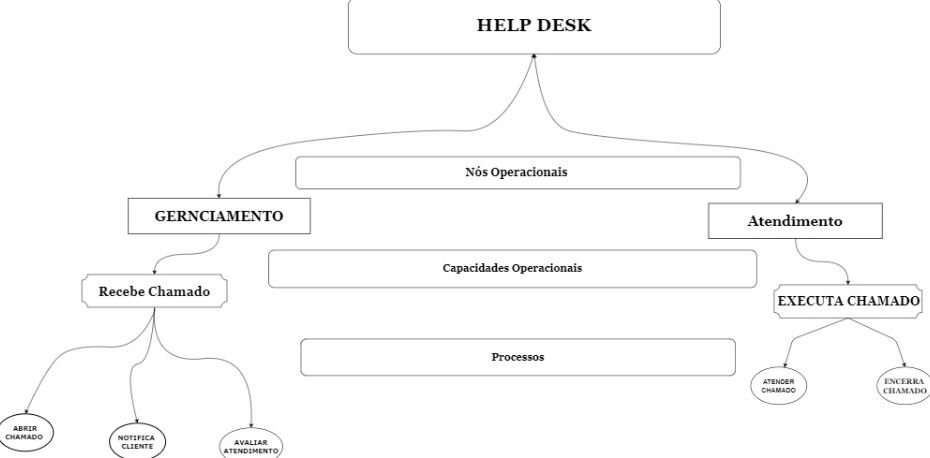 HELP DESK
Nós Operacionais
GERNCIAMENTO
Atendimento
Capacidades Operacionais
Recebe Chamado
EXECUTA CHAMADO
Processos
ATENDER
CHAMADO
ENCERRA
CHAMADO
ABRIR
CHAMADO
NOTIFICA
CLIENTE
AVALIAR
ATENDIMENTO